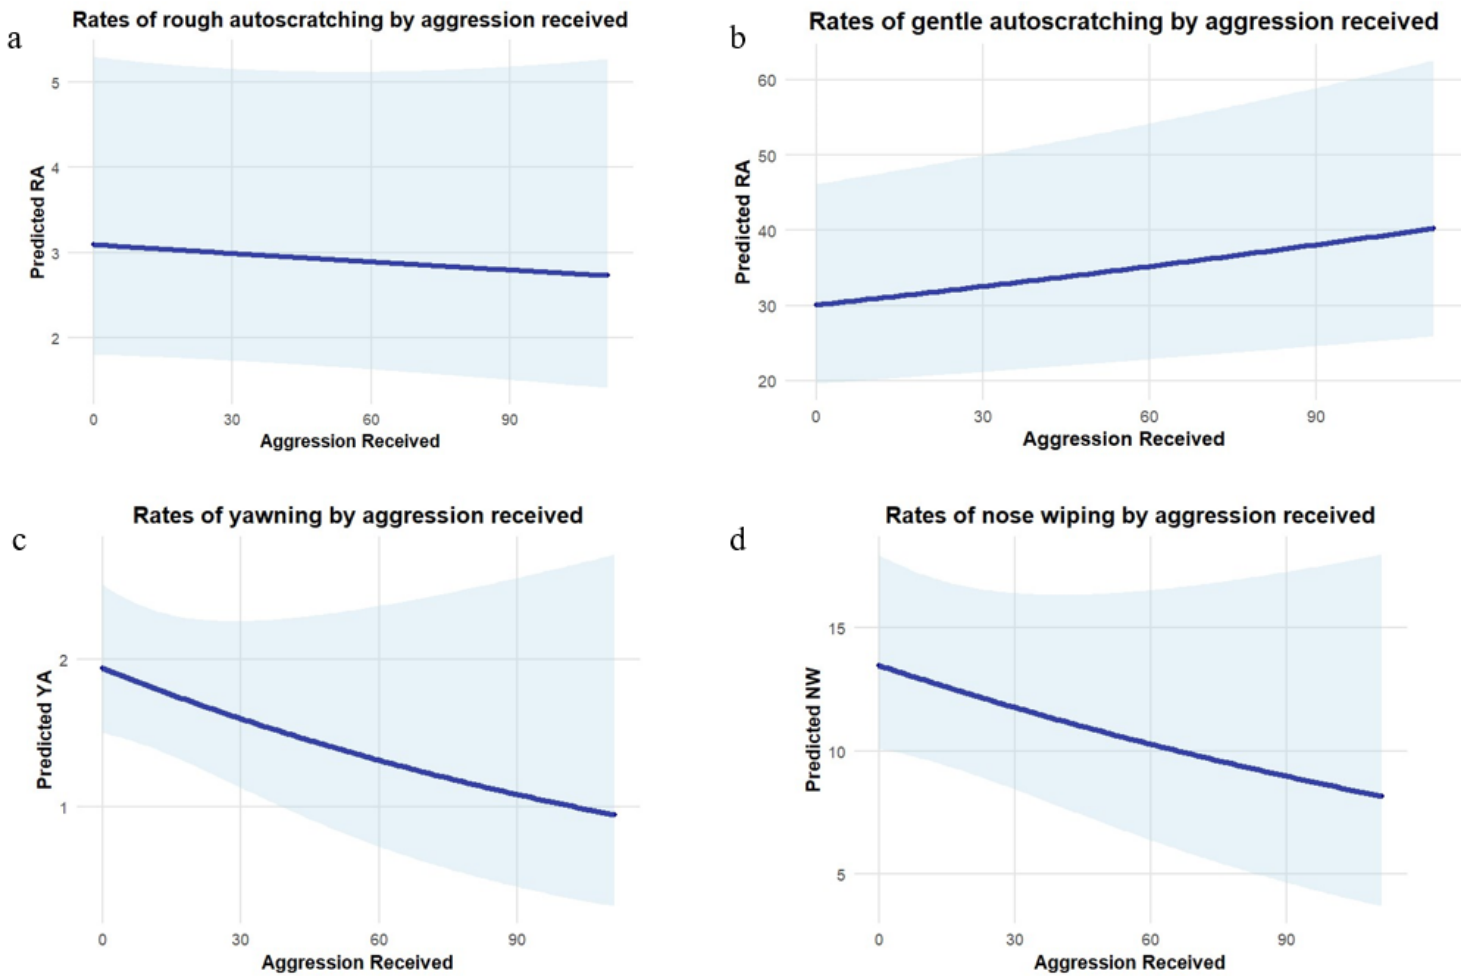 Rates of rough autoscratching by aggression received
a
5
4
3
2
Predicted RA
0 30 60 90
Aggression Received
Rates of gentle autoscratching by aggression received
b
60
50
40
30
20
Predicted RA
0 30 60 90
Aggression Received
Rates of yawning by aggression received
c
2
1
Predicted YA
0 30 60 90
Aggression Received
Rates of nose wiping by aggression received
d
15
10
5
Predicted NW
0 30 60 90
Aggression Received